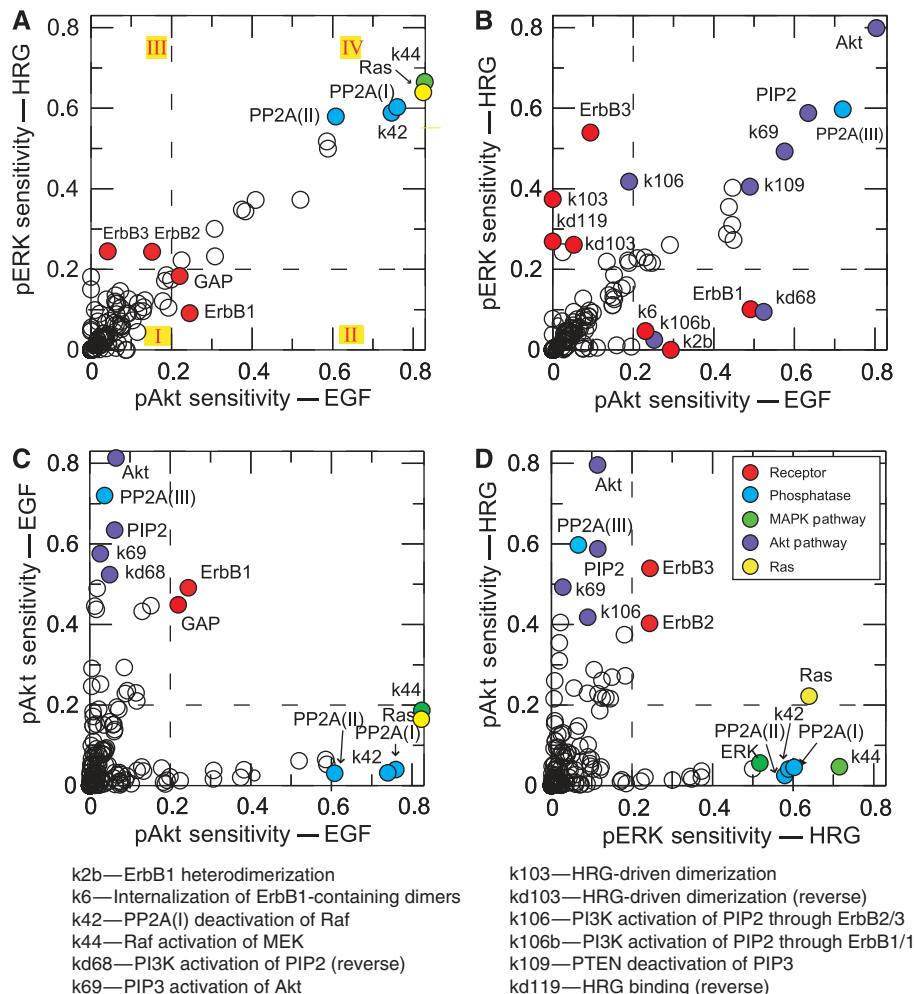 A
B
III
IV
k44
Ras
PP2A(I)
PP2A(II)
k42
ErbB3 ErbB2
GAP
ErbB1
I
II
pERK sensitivity — HRG
0.8
0.6
0.4
0.2
0
0 0.2 0.4 0.6 0.8
pAkt sensitivity — EGF
Akt
PIP2
ErbB3
PP2A(III)
k69
k106
k109
k103
kd119
kd103
ErbB1
kd68
k6
k106b
k2b
pERK sensitivity — HRG
0.8
0.6
0.4
0.2
0
0 0.2 0.4 0.6 0.8
pAkt sensitivity — EGF
C
D
Akt
PP2A(III)
PIP2
k69
kd68
ErbB1
GAP
k44
PP2A(II)
Ras
PP2A(I)
k42
pAkt sensitivity — EGF
0.8
0.6
0.4
0.2
0
0 0.2 0.4 0.6 0.8
pAkt sensitivity — EGF
Akt
Receptor
Phosphatase
MAPK pathway
Akt pathway
Ras
PP2A(III)
PIP2
ErbB3
k69
k106
ErbB2
Ras
k42
PP2A(II)
PP2A(I)
ERK
k44
pAkt sensitivity — HRG
0.8
0.6
0.4
0.2
0
0 0.2 0.4 0.6 0.8
pERK sensitivity — HRG
k2b—ErbB1 heterodimerization
k6—Internalization of ErbB1-containing dimers
k42—PP2A(I) deactivation of Raf
k44—Raf activation of MEK
kd68—PI3K activation of PIP2 (reverse)
k69—PIP3 activation of Akt
k103—HRG-driven dimerization
kd103—HRG-driven dimerization (reverse)
k106—PI3K activation of PIP2 through ErbB2/3
k106b—PI3K activation of PIP2 through ErbB1/1
k109—PTEN deactivation of PIP3
kd119—HRG binding (reverse)